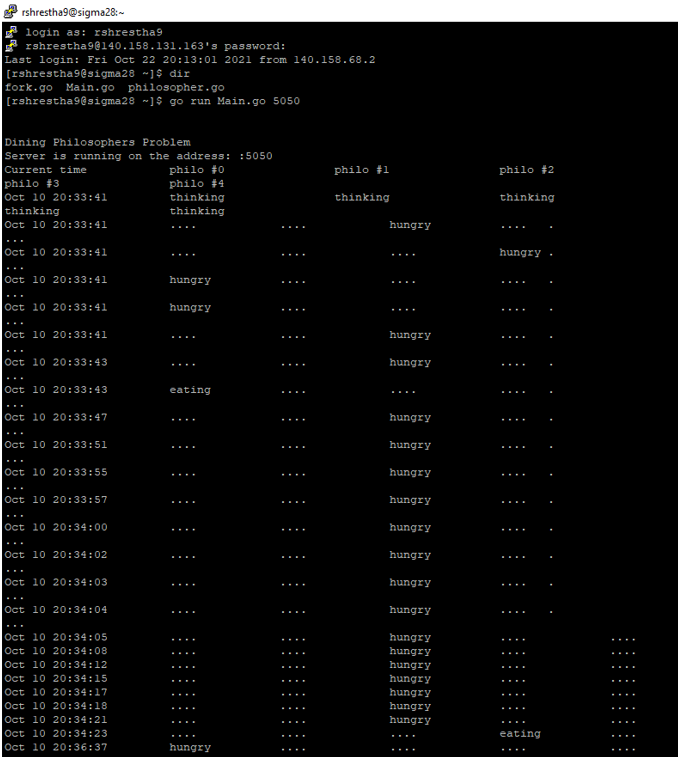 rshrestha9@sigma28:~
login as: rshrestha9
rshrestha9@140.158.131.163's password:
Last login: Fri Oct 22 20:13:01 2021 from 140.158.68.2
[rshrestha9@sigma28 ~]$ dir
fork.go  Main.go  philosopher.go
[rshrestha9@sigma28 ~]$ go run Main.go 5050
Dining Philosophers Problem
Server is running on the address: :5050
Current time philo #0 philo #1 philo #2
philo #3 philo #4
Oct 10 20:33:41 thinking thinking thinking
thinking thinking
Oct 10 20:33:41 .... .... hungry .... .
...
Oct 10 20:33:41 .... .... .... hungry .
...
Oct 10 20:33:41 hungry .... .... .... .
...
Oct 10 20:33:41 hungry .... .... .... .
...
Oct 10 20:33:41 .... .... hungry .... .
...
Oct 10 20:33:43 .... .... hungry .... .
...
Oct 10 20:33:43 eating .... .... .... .
...
Oct 10 20:33:47 .... .... hungry .... .
...
Oct 10 20:33:51 .... .... hungry .... .
...
Oct 10 20:33:55 .... .... hungry .... .
...
Oct 10 20:33:57 .... .... hungry .... .
...
Oct 10 20:34:00 .... .... hungry .... .
...
Oct 10 20:34:02 .... .... hungry .... .
...
Oct 10 20:34:03 .... .... hungry .... .
...
Oct 10 20:34:04 .... .... hungry .... .
...
Oct 10 20:34:05 .... .... hungry .... ....
Oct 10 20:34:08 .... .... hungry .... ....
Oct 10 20:34:12 .... .... hungry .... ....
Oct 10 20:34:15 .... .... hungry .... ....
Oct 10 20:34:17 .... .... hungry .... ....
Oct 10 20:34:18 .... .... hungry .... ....
Oct 10 20:34:21 .... .... hungry .... ....
Oct 10 20:34:23 .... .... .... eating ....
Oct 10 20:36:37 hungry .... .... .... ....